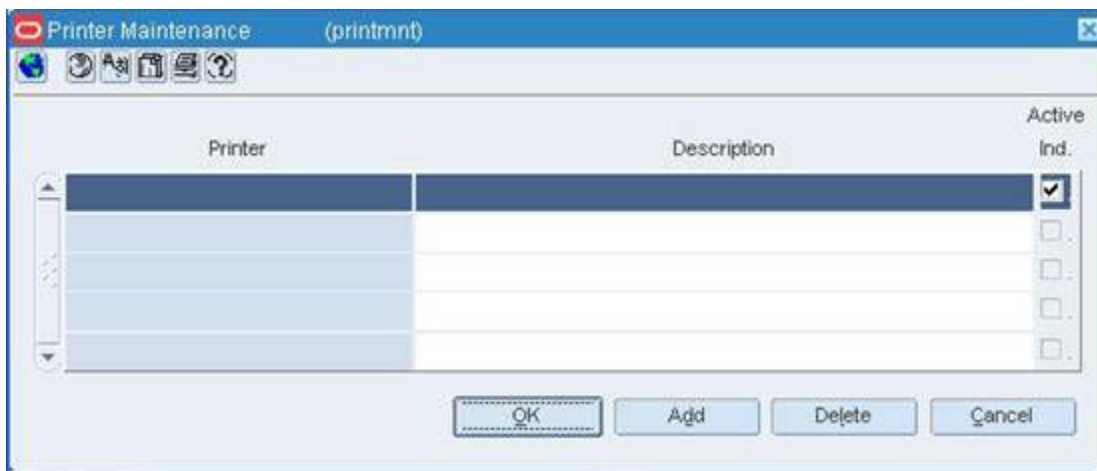 Printer Maintenance (printmnt)
Active
Printer Description Ind.
OK Add Delete Cancel